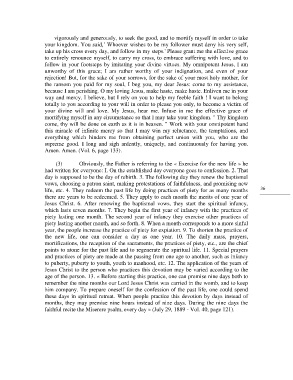 vigorously and generously, to seek the good, and to mortify myself in order to take
your kingdom. You said,' Whoever wishes to be my follower must deny his very self,
take up his cross every day, and follow in my steps.' Please grant me the effective grace
to entirely renounce myself, to carry my cross, to embrace suffering with love, and to
follow in your footsteps by imitating your divine virtues. My omnipotent Jesus, I am
unworthy of this grace; I am rather worthy of your indignation, and even of your
rejection! But, for the sake of your sorrows, for the sake of your most holy mother, for
the ransom you paid for my soul, I beg you, my dear Jesus: come to my assistance,
because I am perishing. O my loving Jesus, make haste, make haste. Enliven me in your
way and mercy. I believe, but I rely on you to help my feeble faith ! I want to belong
totally to you according to your will in order to please you only, to become a victim of
your divine will and love. My Jesus, hear me. Infuse in me the effective grace of
mortifying myself in any circumstance so that I may take your kingdom. " Thy kingdom
come, thy will be done on earth as it is in heaven. " Work with your omnipotent hand
this miracle of infinite mercy so that I may win my reluctance, the temptations, and
everything which hinders me from obtaining perfect union with you, who are the
supreme good. I long and sigh ardently, uniquely, and continuously for having you.
Amen. Amen. (Vol. 6, page 133).
(3) Obviously, the Father is referring to the « Exercise for the new life » he
had written for everyone: 1. On the established day everyone goes to confession. 2. That
day is supposed to be the day of rebirth. 3. The following day they renew the baptismal
vows, choosing a patron saint, making protestations of faithfulness, and promising new
life, etc. 4. They redeem the past life by doing practices of piety for as many months
there are years to be redeemed. 5. They apply to each month the merits of one year of
Jesus Christ. 6. After renewing the baptismal vows, they start the spiritual infancy,
which lasts seven months. 7. They begin the first year of infancy with the practices of
piety lasting one month. The second year of infancy they exercise other practices of
piety lasting another month, and so forth. 8. When a month corresponds to a more sinful
year, the people increase the practice of piety for expiation. 9. To shorten the practice of
the new life, one can consider a day as one year. 10. The daily mass, prayers,
mortifications, the reception of the sacraments, the practices of piety, etc., are the chief
points to atone for the past life and to regenerate the spiritual life. 11. Special prayers
and practices of piety are made at the passing from one age to another, such as infancy
to puberty, puberty to youth, youth to manhood, etc. 12. The application of the years of
Jesus Christ to the person who practices this devotion may be varied according to the
age of the person. 13. « Before starting this practice, one can promise nine days both to
remember the nine months our Lord Jesus Christ was carried in the womb, and to keep
him company. To prepare oneself for the confession of the past life, one could spend
these days in spiritual retreat. When people practice this devotion by days instead of
months, they may promise nine hours instead of nine days. During the nine days the
faithful recite the Miserere psalm, every day » (July 29, 1889 - Vol. 40, page 121).